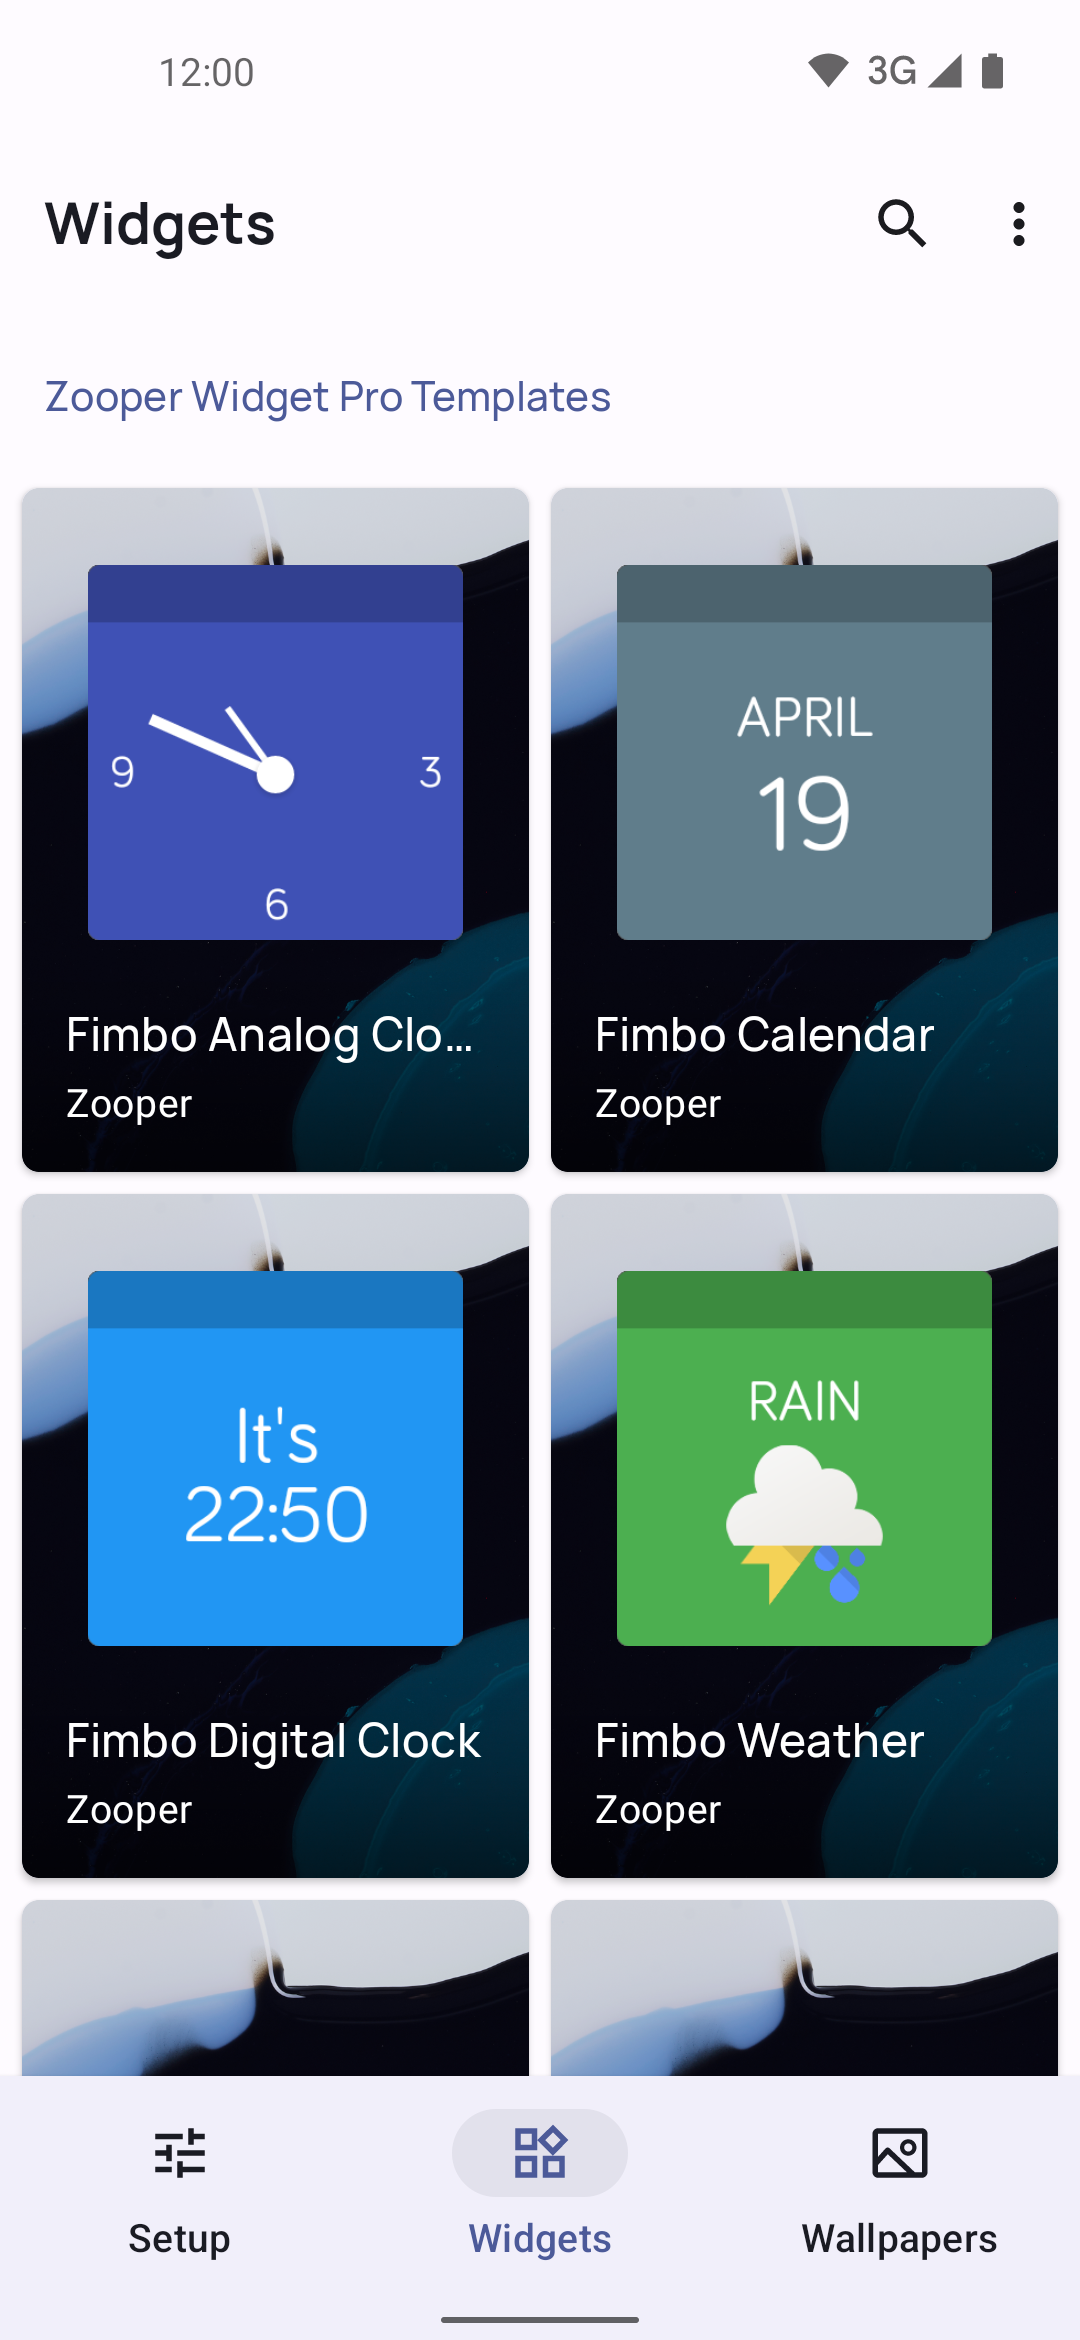 12:00
3G
Widgets
Zooper Widget Pro Templates
9
3
6
Fimbo Analog Clo...
Zooper
APRIL
19
Fimbo Calendar
Zooper
It's
22:50
Fimbo Digital Clock
Zooper
RAIN
Fimbo Weather
Zooper
Setup
Widgets
Wallpapers